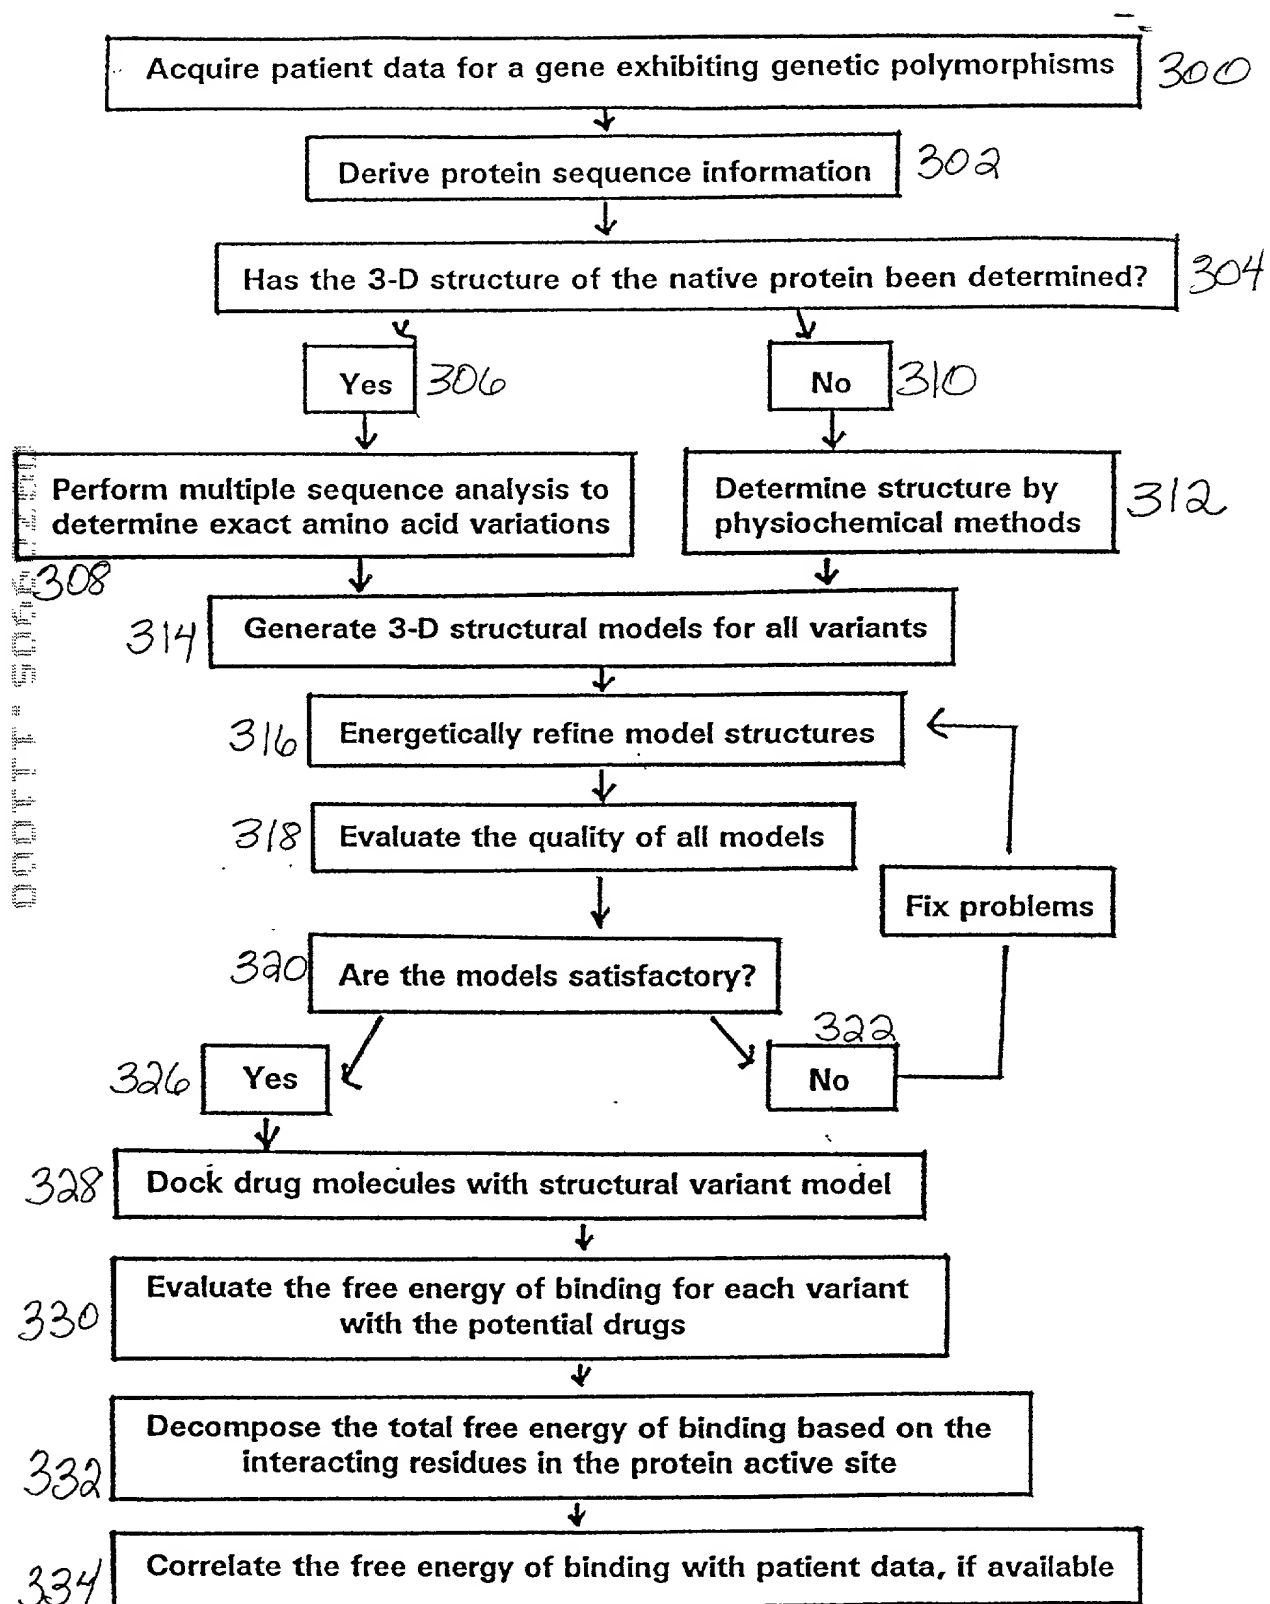 Acquire patient data for a gene exhibiting genetic polymorphisms 300
Derive protein sequence information 302
Has the 3-D structure of the native protein been determined? 304
Yes 306
No 310
Perform multiple sequence analysis to
determine exact amino acid variations
308
Determine structure by
physiochemical methods
312
314 Generate 3-D structural models for all variants
316 Energetically refine model structures
318 Evaluate the quality of all models
Fix problems
320 Are the models satisfactory?
322
326 Yes
No
328 Dock drug molecules with structural variant model
330
Evaluate the free energy of binding for each variant
with the potential drugs
332
Decompose the total free energy of binding based on the
interacting residues in the protein active site
334 Correlate the free energy of binding with patient data, if available